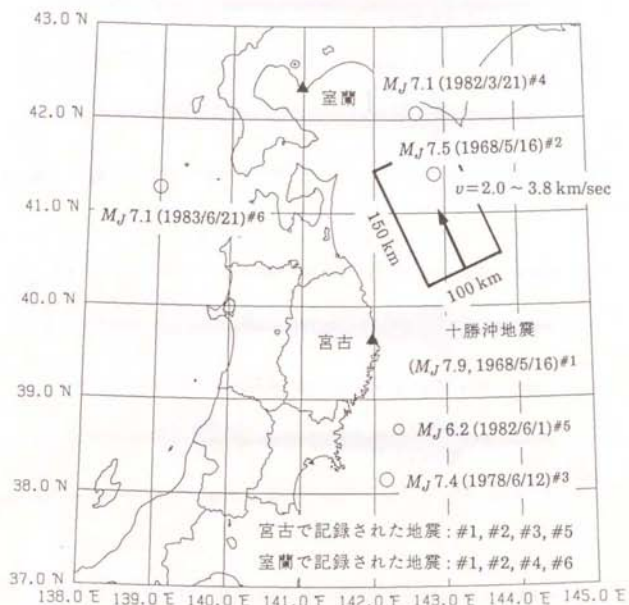 43.0 °N
室蘭
M_J 7.1 (1982/3/21)#4
42.0 °N
M_J 7.5 (1968/5/16)#2
υ=2.0 ~ 3.8 km/sec
M_J 7.1 (1983/6/21)#6
41.0 °N
150 km
100 km
40.0 °N
宮古
十勝沖地震
(M_J 7.9, 1968/5/16)#1
39.0 °N
M_J 6.2 (1982/6/1)#5
M_J 7.4 (1978/6/12)#3
38.0 °N
宮古で記録された地震 : #1, #2, #3, #5
室蘭で記録された地震 : #1, #2, #4, #6
37.0 °N
138.0 °E 139.0 °E 140.0 °E 141.0 °E 142.0 °E 143.0 °E 144.0 °E 145.0 °E